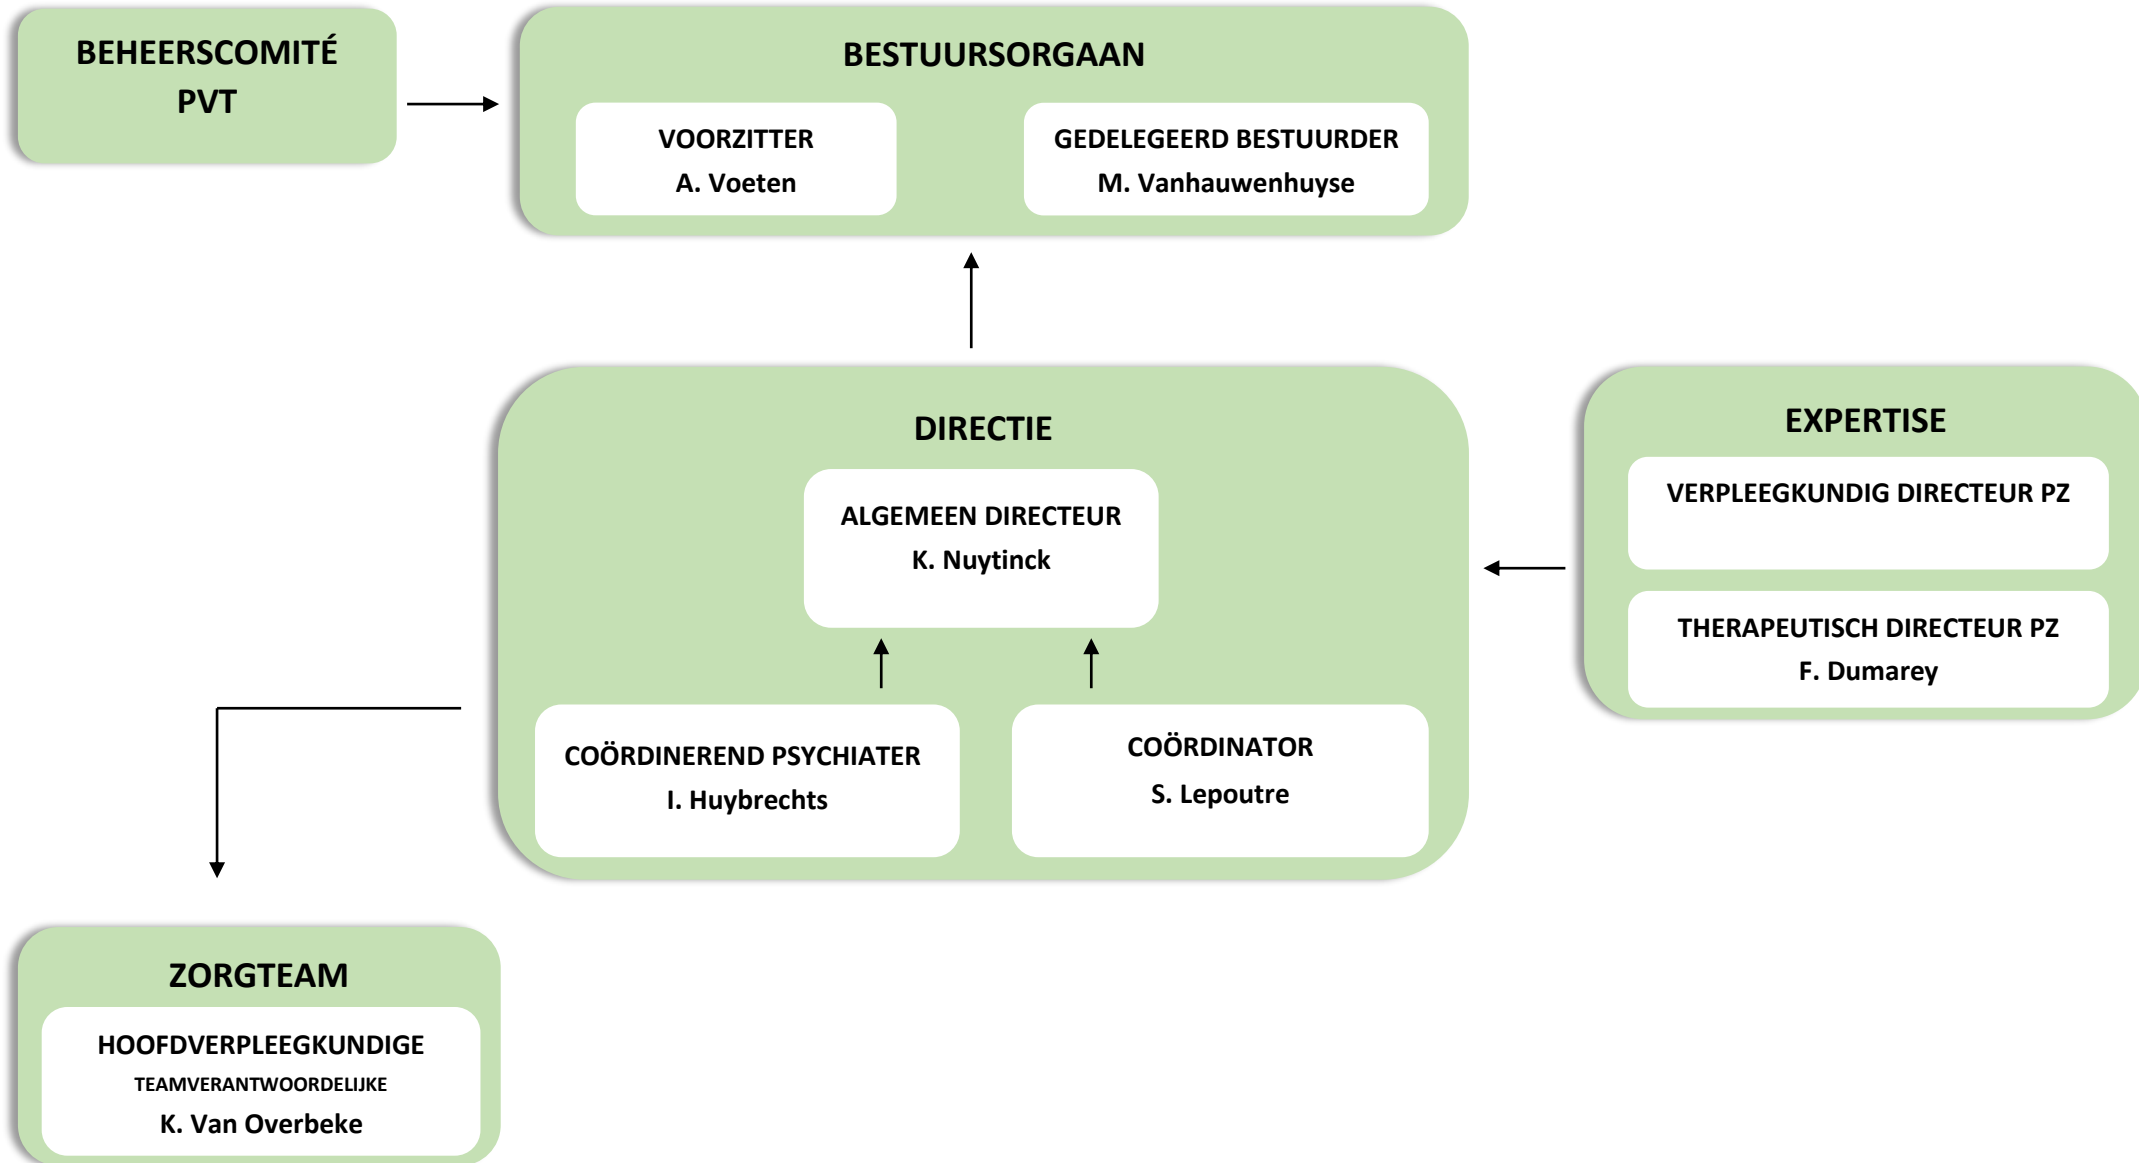 BEHEERSCOMITÉ
PVT
BESTUURSORGAAN
VOORZITTER
A. Voeten
GEDELEGEERD BESTUURDER
M. Vanhauwenhuyse
DIRECTIE
ALGEMEEN DIRECTEUR
K. Nuytinck
COÖRDINEREND PSYCHIATER
I. Huybrechts
COÖRDINATOR
S. Lepoutre
EXPERTISE
VERPLEEGKUNDIG DIRECTEUR PZ
THERAPEUTISCH DIRECTEUR PZ
F. Dumarey
ZORGTEAM
HOOFDVERPLEEGKUNDIGE
TEAMVERANTWOORDELIJKE
K. Van Overbeke